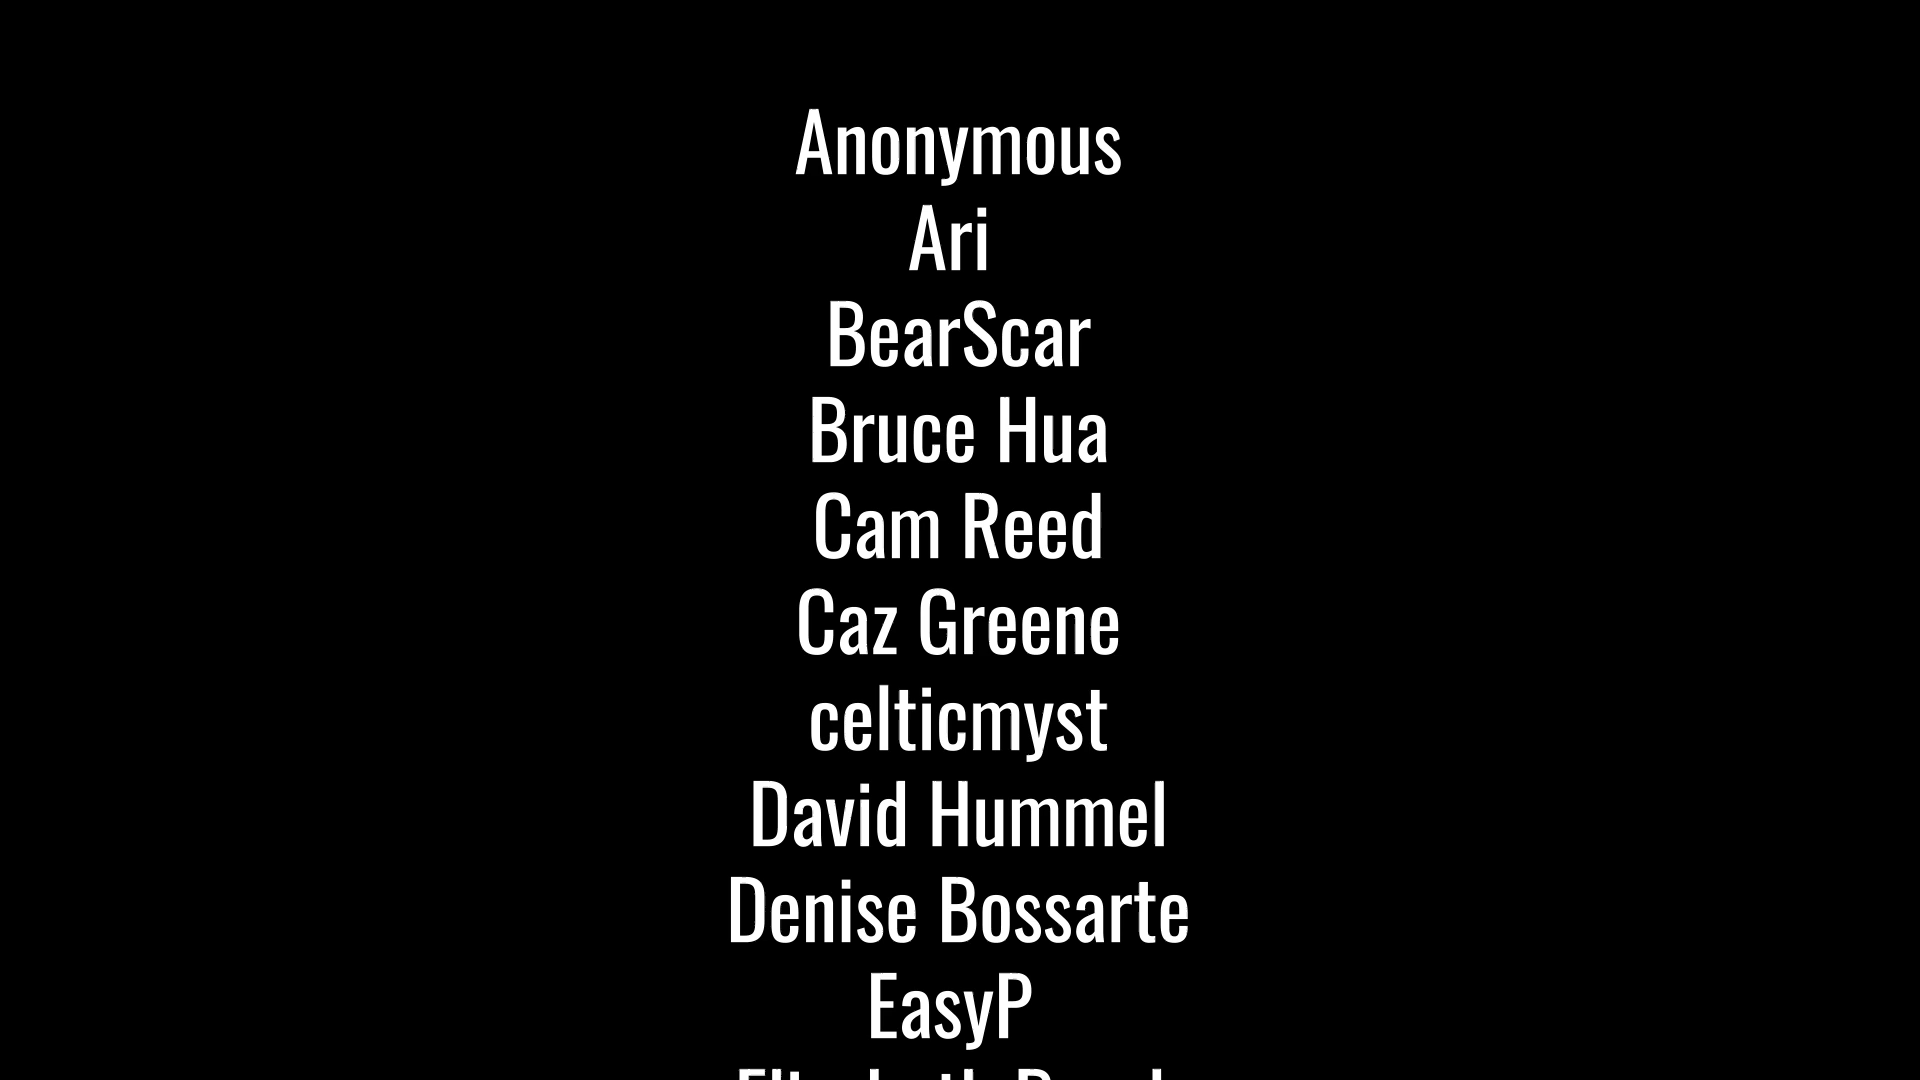 Anonymous
Ari
BearScar
Bruce Hua
Cam Reed
Caz Greene
celticmyst
David Hummel
Denise Bossarte
EasyP